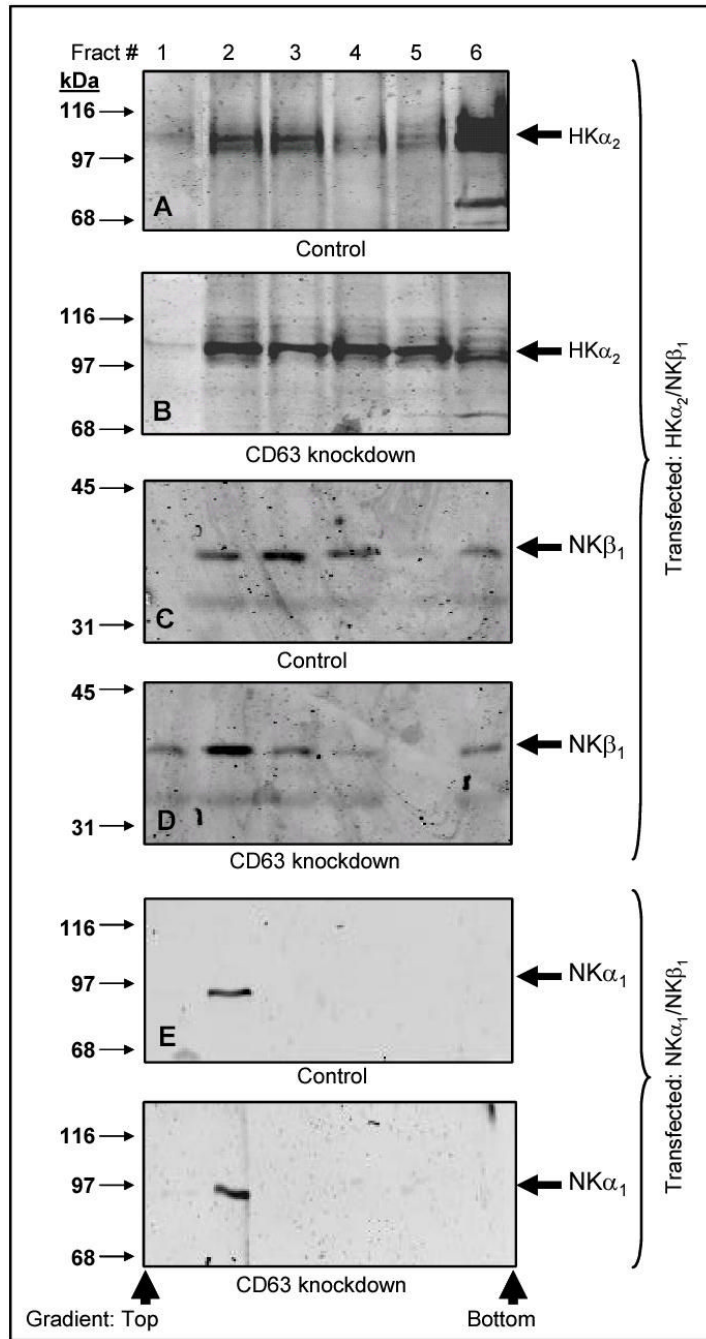 Fract # 1 2 3 4 5 6
kDa
116
97
68
A
HKα₂
Control
116
97
68
B
HKα₂
CD63 knockdown
45
31
C
NKβ₁
Control
45
31
D
NKβ₁
CD63 knockdown
Transfected: HKα₂/NKβ₁
116
97
68
E
NKα₁
Control
116
97
68
NKα₁
CD63 knockdown
Transfected: NKα₁/NKβ₁
Gradient: Top Bottom